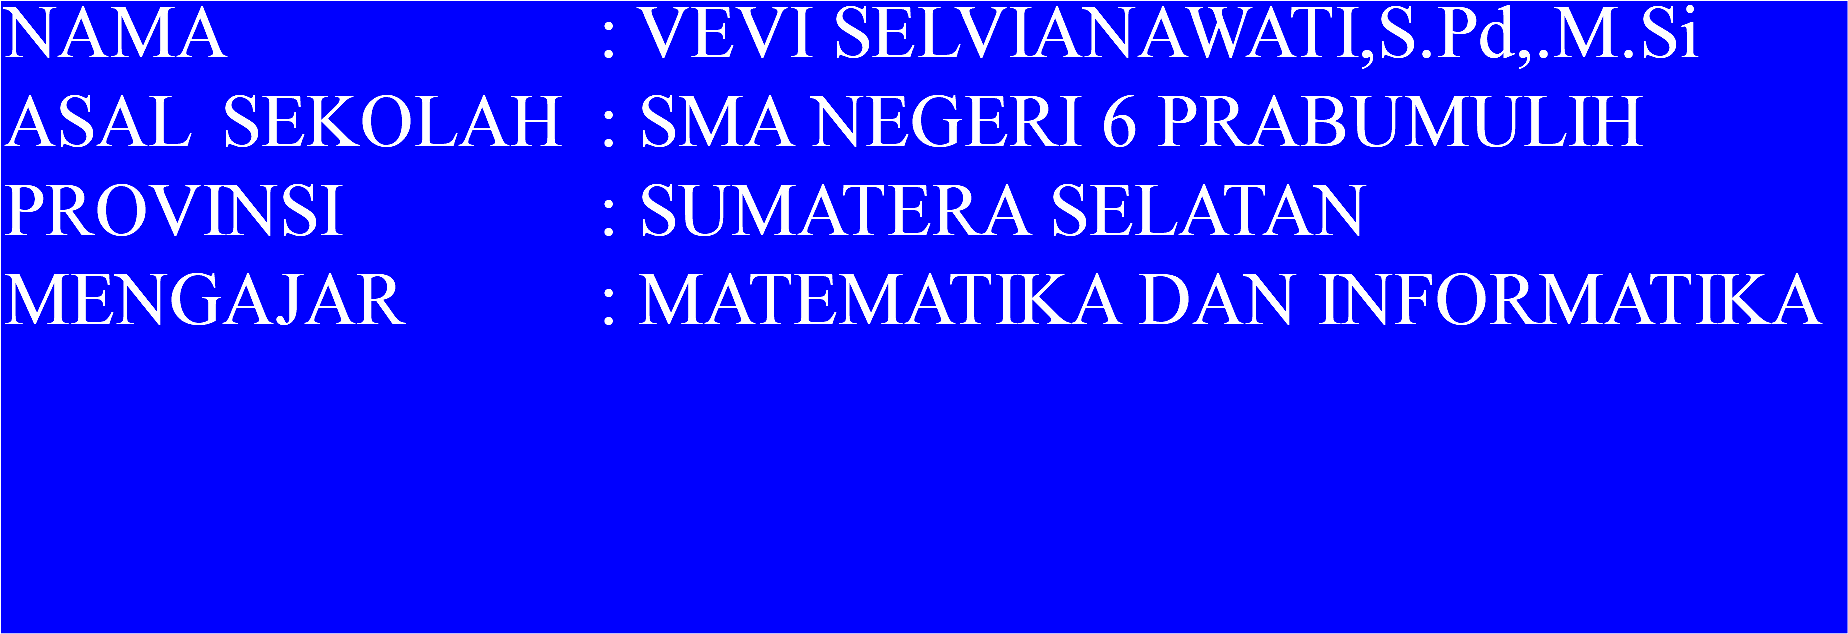 NAMA : VEVI SELVIANAWATI,S.Pd,.M.Si
ASAL SEKOLAH : SMA NEGERI 6 PRABUMULIH
PROVINSI : SUMATERA SELATAN
MENGAJAR : MATEMATIKA DAN INFORMATIKA